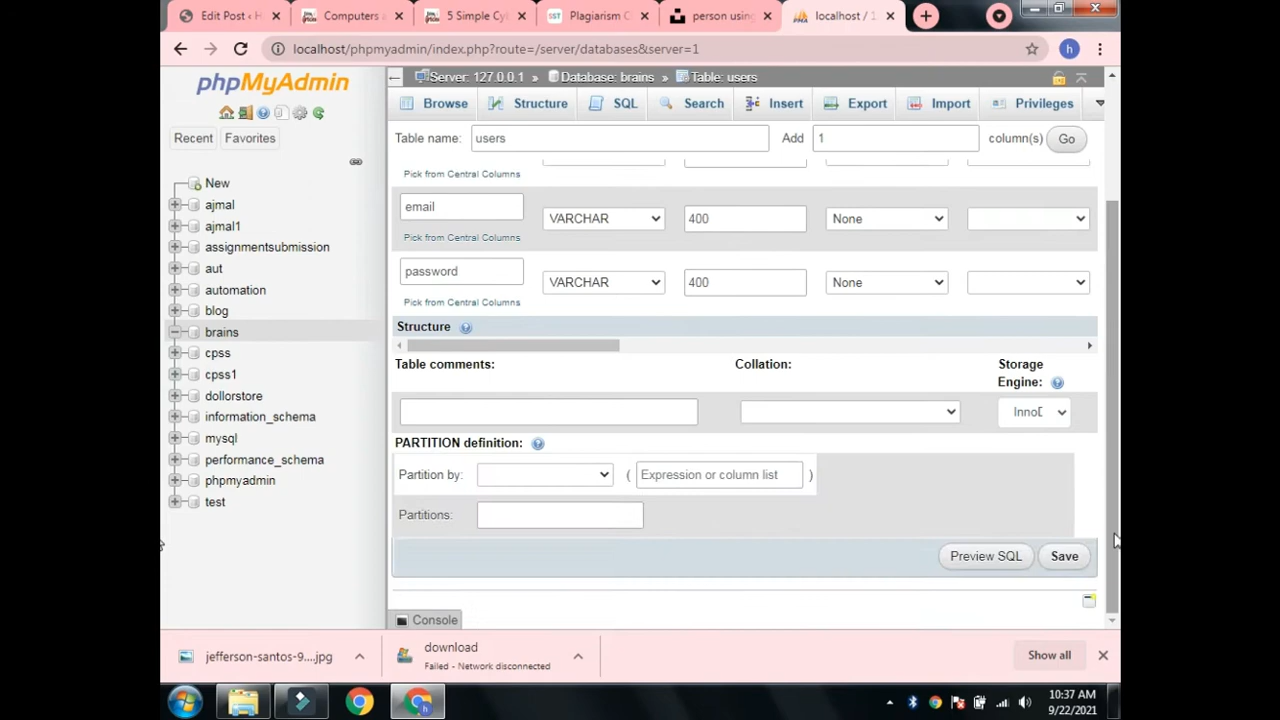 Edit Post ‹ H
Computers a
5 Simple Cy
SST Plagiarism C
person using
localhost / 1
localhost/phpmyadmin/index.php?route=/server/databases&server=1
h
phpMyAdmin
Recent Favorites
New
ajmal
ajmal1
assignmentsubmission
aut
automation
blog
brains
cpss
cpss1
dollorstore
information_schema
mysql
performance_schema
phpmyadmin
test
Server: 127.0.0.1 » Database: brains » Table: users
Browse Structure SQL Search Insert Export Import Privileges
Table name: users Add 1 column(s) Go
Pick from Central Columns
email VARCHAR 400 None
Pick from Central Columns
password VARCHAR 400 None
Pick from Central Columns
Structure
Table comments: Collation: Storage
Engine:
InnoD
PARTITION definition:
Partition by: ( Expression or column list )
Partitions:
Preview SQL Save
Console
jefferson-santos-9....jpg
download
Failed - Network disconnected
Show all
10:37 AM
9/22/2021